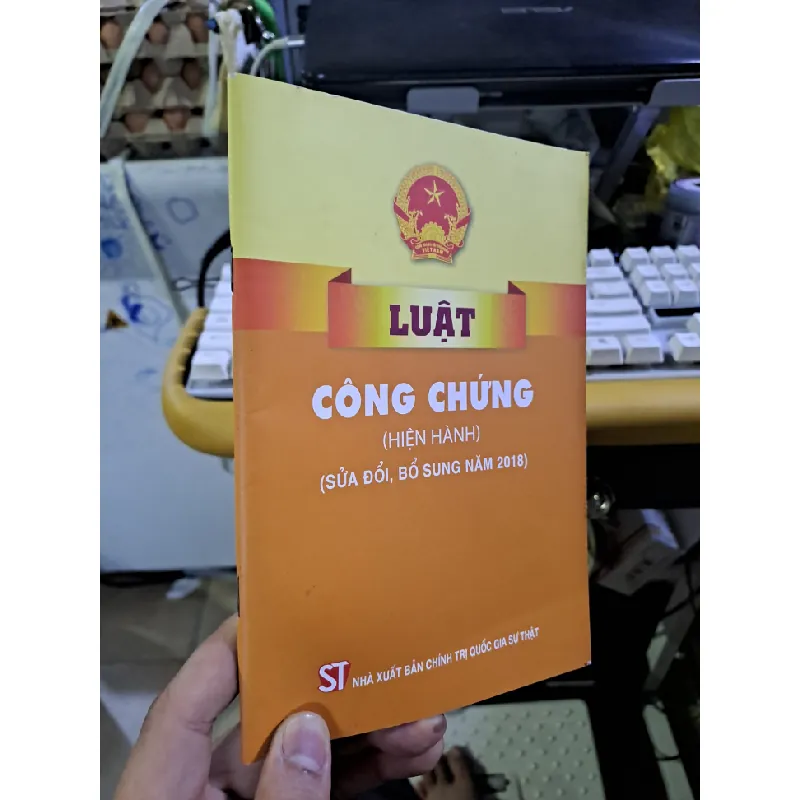 LUẬT
CÔNG CHỨNG
(HIỆN HÀNH)
(SỬA ĐỔI, BỔ SUNG NĂM 2018)
ST NHÀ XUẤT BẢN CHÍNH TRỊ QUỐC GIA SỰ THẬT